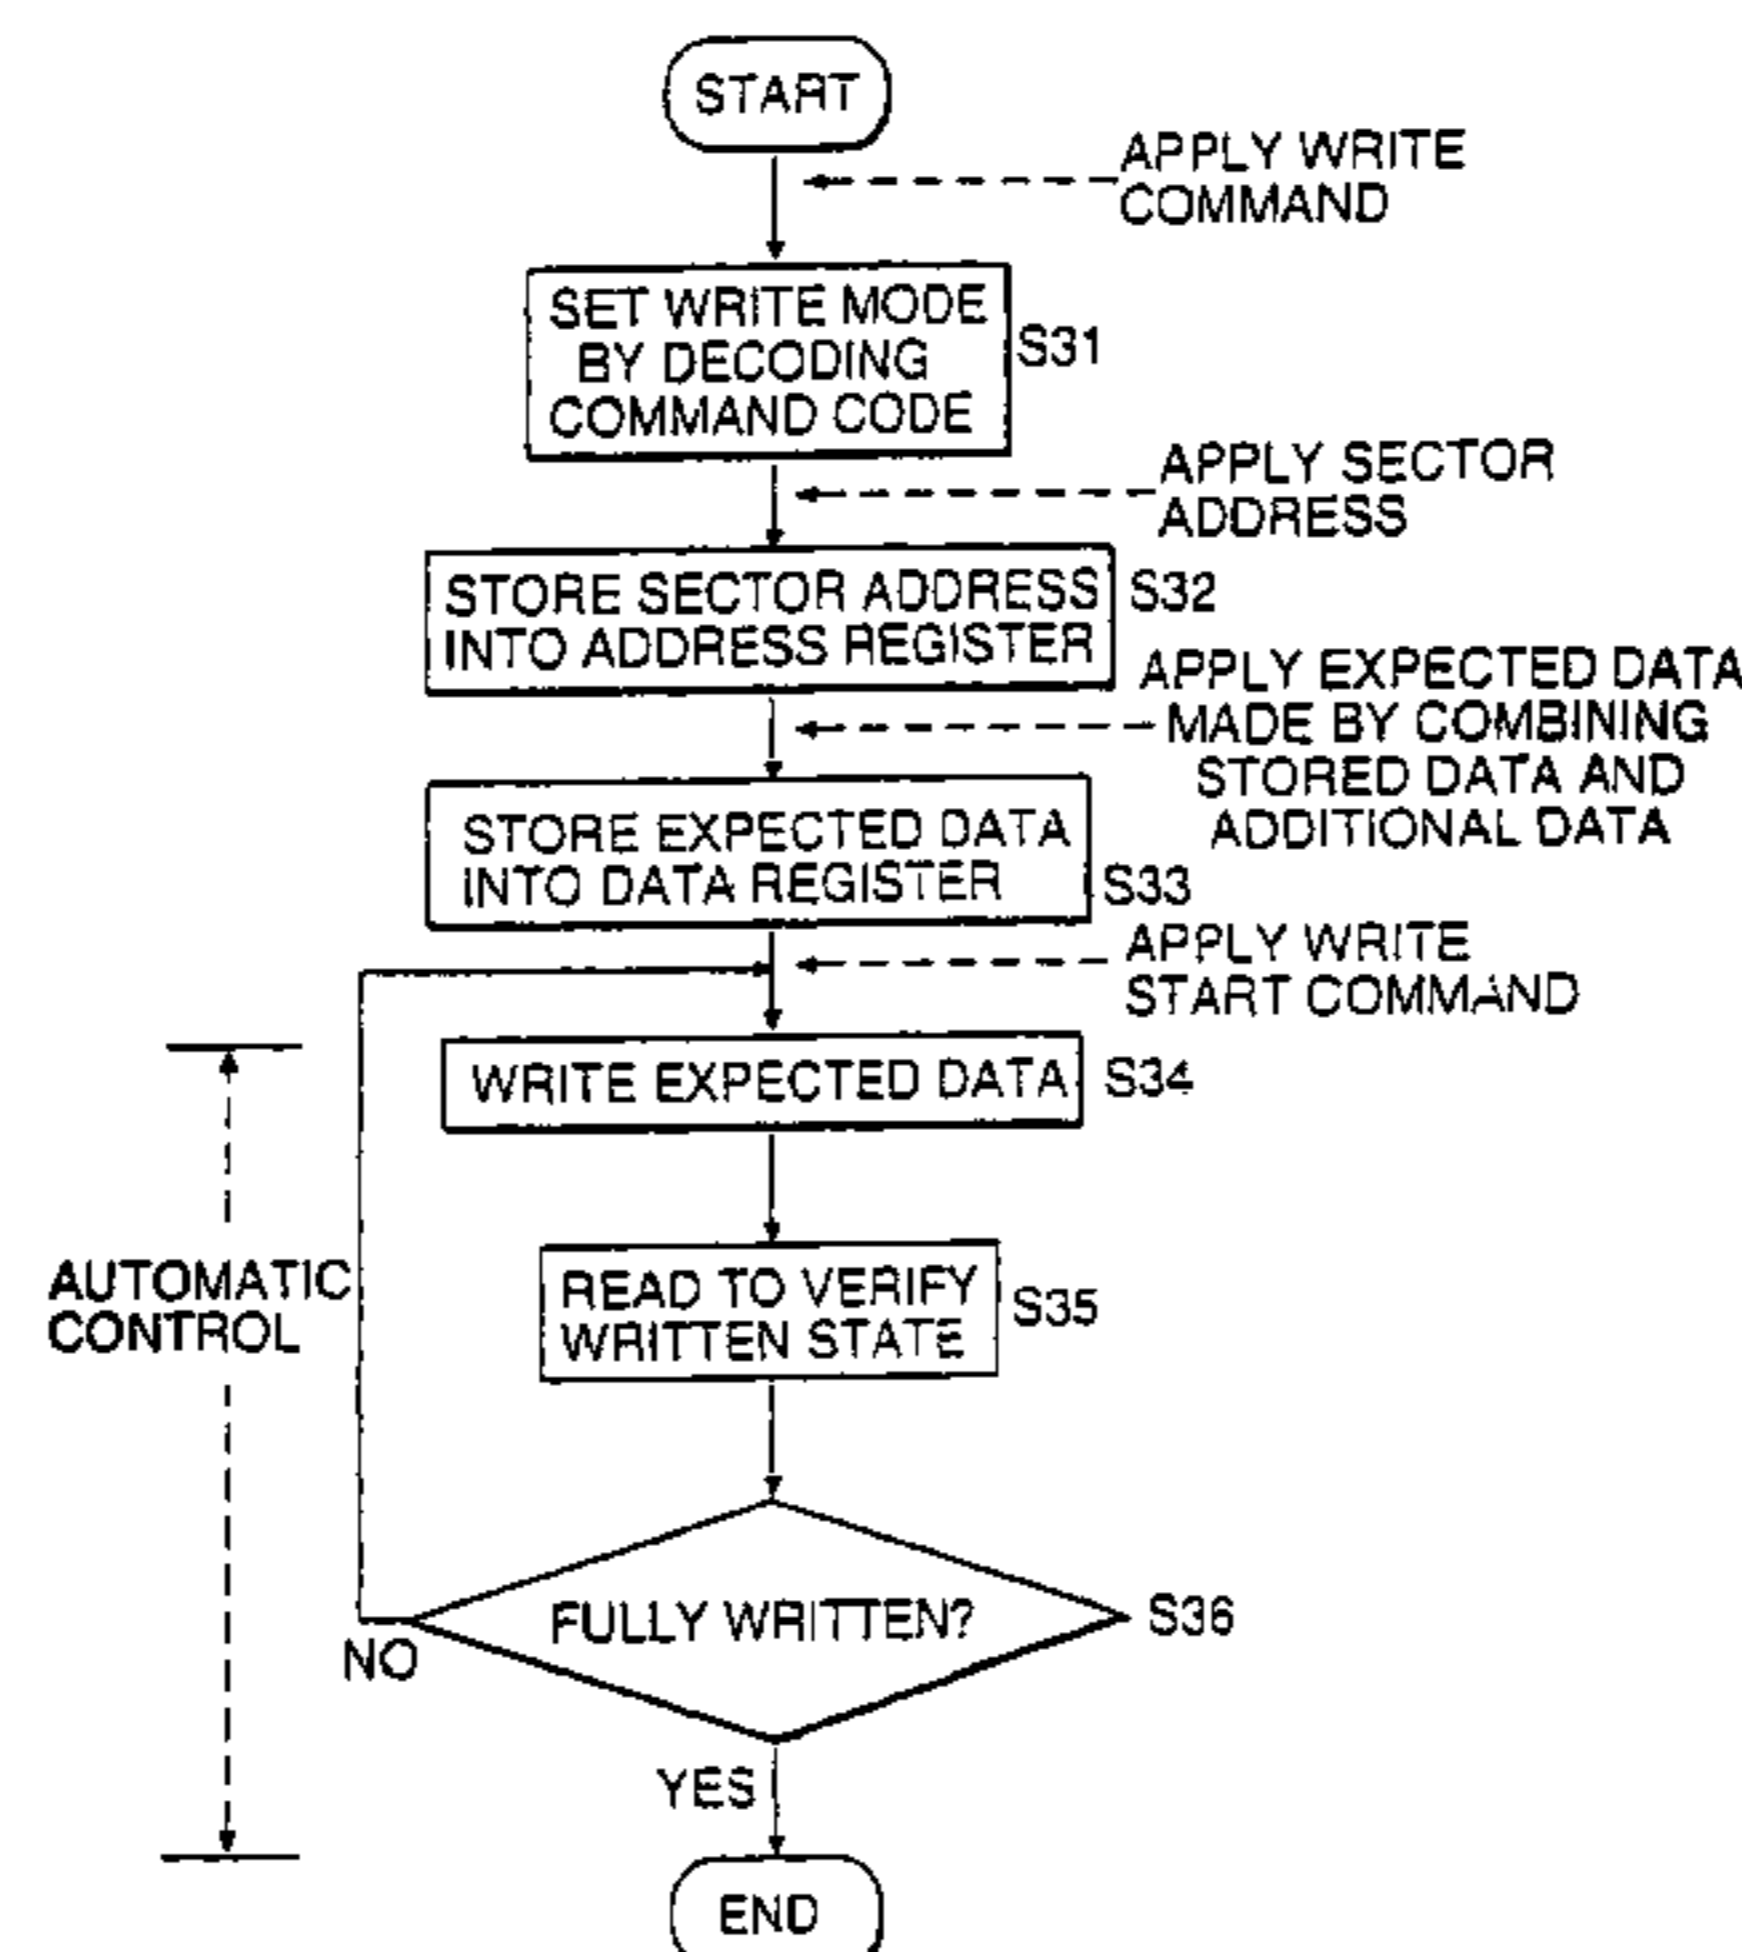 START
APPLY WRITE
COMMAND
SET WRITE MODE
BY DECODING
COMMAND CODE
S31
APPLY SECTOR
ADDRESS
STORE SECTOR ADDRESS
INTO ADDRESS REGISTER
S32
APPLY EXPECTED DATA
MADE BY COMBINING
STORED DATA AND
ADDITIONAL DATA
STORE EXPECTED DATA
INTO DATA REGISTER
S33
APPLY WRITE
START COMMAND
WRITE EXPECTED DATA
S34
READ TO VERIFY
WRITTEN STATE
S35
AUTOMATIC
CONTROL
FULLY WRITTEN?
S36
NO
YES
END